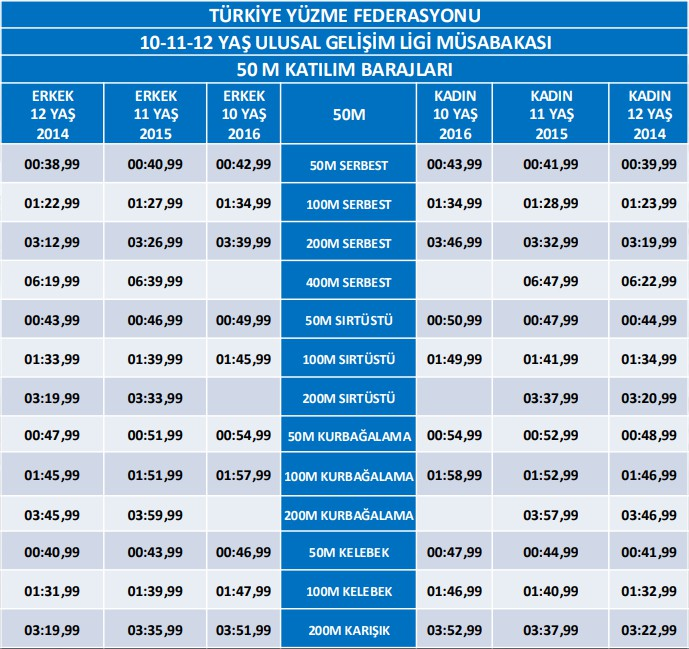 TÜRKİYE YÜZME FEDERASYONU
10-11-12 YAŞ ULUSAL GELİŞİM LİGİ MÜSABAKASI
50 M KATILIM BARAJLARI
ERKEK 12 YAŞ 2014 ERKEK 11 YAŞ 2015 ERKEK 10 YAŞ 2016 50M KADIN 10 YAŞ 2016 KADIN 11 YAŞ 2015 KADIN 12 YAŞ 2014
00:38,99 00:40,99 00:42,99 50M SERBEST 00:43,99 00:41,99 00:39,99
01:22,99 01:27,99 01:34,99 100M SERBEST 01:34,99 01:28,99 01:23,99
03:12,99 03:26,99 03:39,99 200M SERBEST 03:46,99 03:32,99 03:19,99
06:19,99 06:39,99 400M SERBEST 06:47,99 06:22,99
00:43,99 00:46,99 00:49,99 50M SIRTÜSTÜ 00:50,99 00:47,99 00:44,99
01:33,99 01:39,99 01:45,99 100M SIRTÜSTÜ 01:49,99 01:41,99 01:34,99
03:19,99 03:33,99 200M SIRTÜSTÜ 03:37,99 03:20,99
00:47,99 00:51,99 00:54,99 50M KURBAĞALAMA 00:54,99 00:52,99 00:48,99
01:45,99 01:51,99 01:57,99 100M KURBAĞALAMA 01:58,99 01:52,99 01:46,99
03:45,99 03:59,99 200M KURBAĞALAMA 03:57,99 03:46,99
00:40,99 00:43,99 00:46,99 50M KELEBEK 00:47,99 00:44,99 00:41,99
01:31,99 01:39,99 01:47,99 100M KELEBEK 01:46,99 01:40,99 01:32,99
03:19,99 03:35,99 03:51,99 200M KARIŞIK 03:52,99 03:37,99 03:22,99